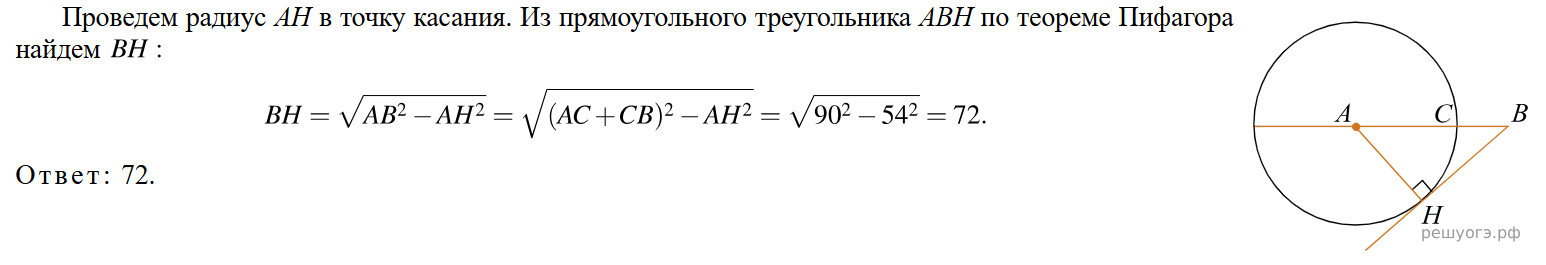 Проведем радиус AH в точку касания. Из прямоугольного треугольника ABH по теореме Пифагора
найдем BH :
BH = √(AB² − AH²) = √((AC + CB)² − AH²) = √(90² − 54²) = 72.
Ответ: 72.
A C B
H
решуогэ.рф